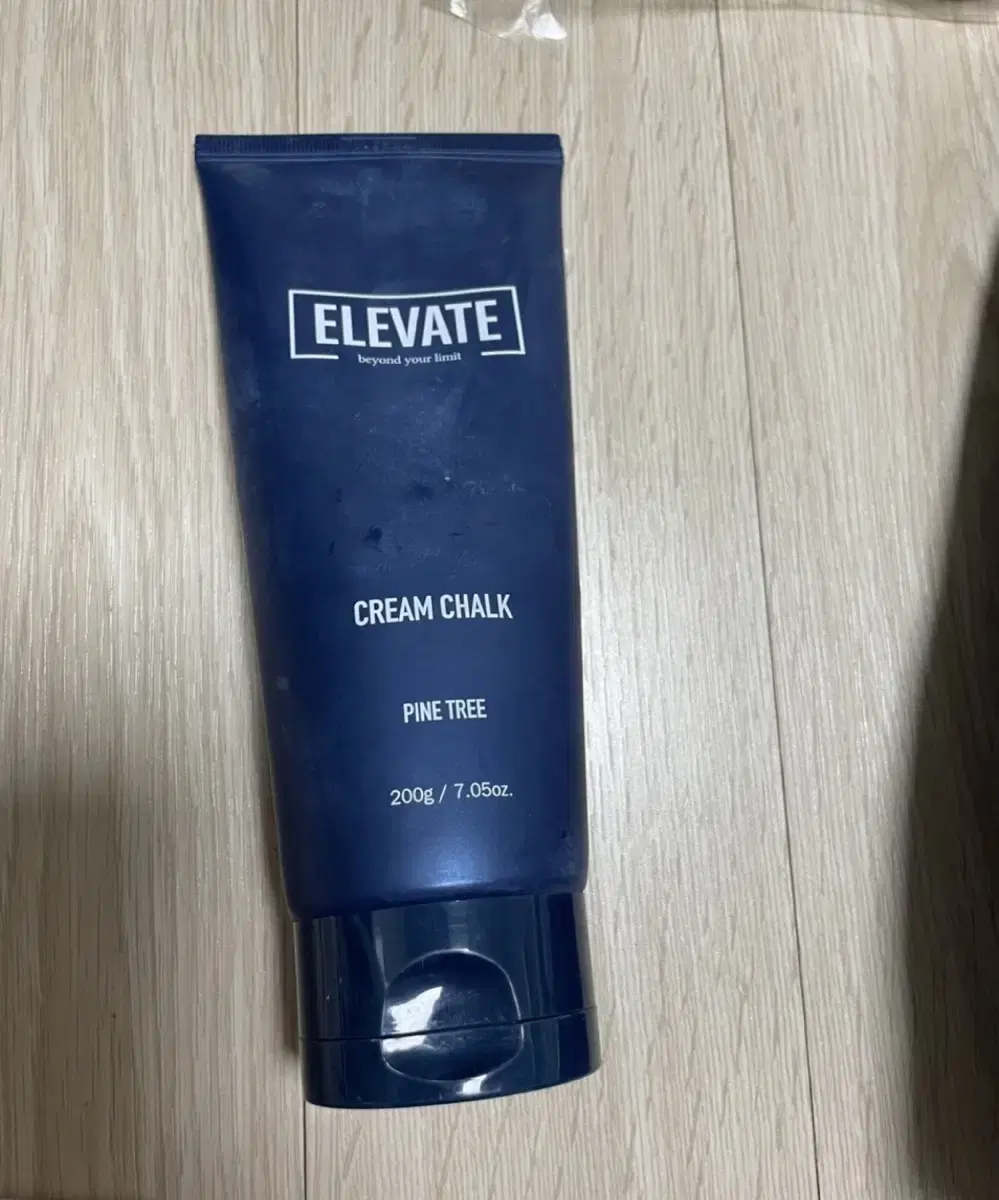 ELEVATE
beyond your limit
CREAM CHALK
PINE TREE
200g / 7.05oz.